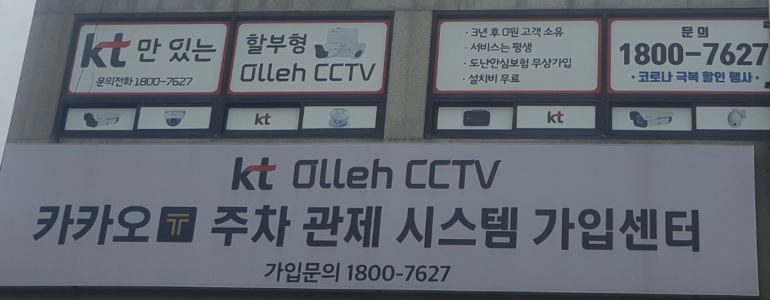 kt 만 있는
문의전화 1800-7627
할부형
Olleh CCTV
· 3년 후 0원 고객 소유
· 서비스는 평생
· 도난안심보험 무상가입
· 설치비 무료
문의
1800-7627
· 코로나 극복 할인 행사 ·
kt
kt
kt Olleh CCTV
카카오 T 주차 관제 시스템 가입센터
가입문의 1800-7627